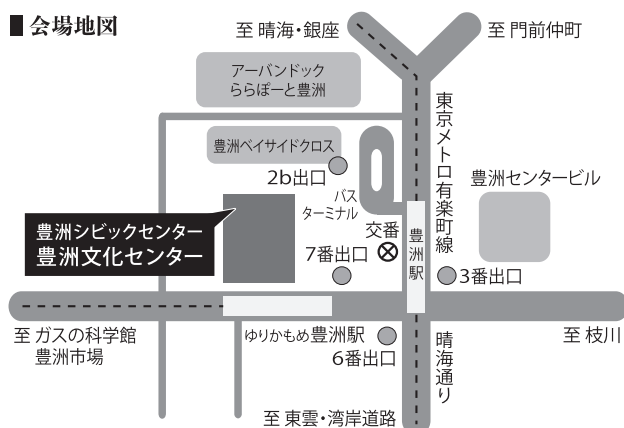 ■ 会場地図
至 晴海・銀座
至 門前仲町
アーバンドック
ららぽーと豊洲
東京メトロ有楽町線
豊洲ベイサイドクロス
2b出口
バス
ターミナル
豊洲センタービル
豊洲シビックセンター
豊洲文化センター
交番
7番出口
豊洲駅
3番出口
至 ガスの科学館
豊洲市場
ゆりかもめ豊洲駅
6番出口
晴海通り
至 枝川
至 東雲・湾岸道路